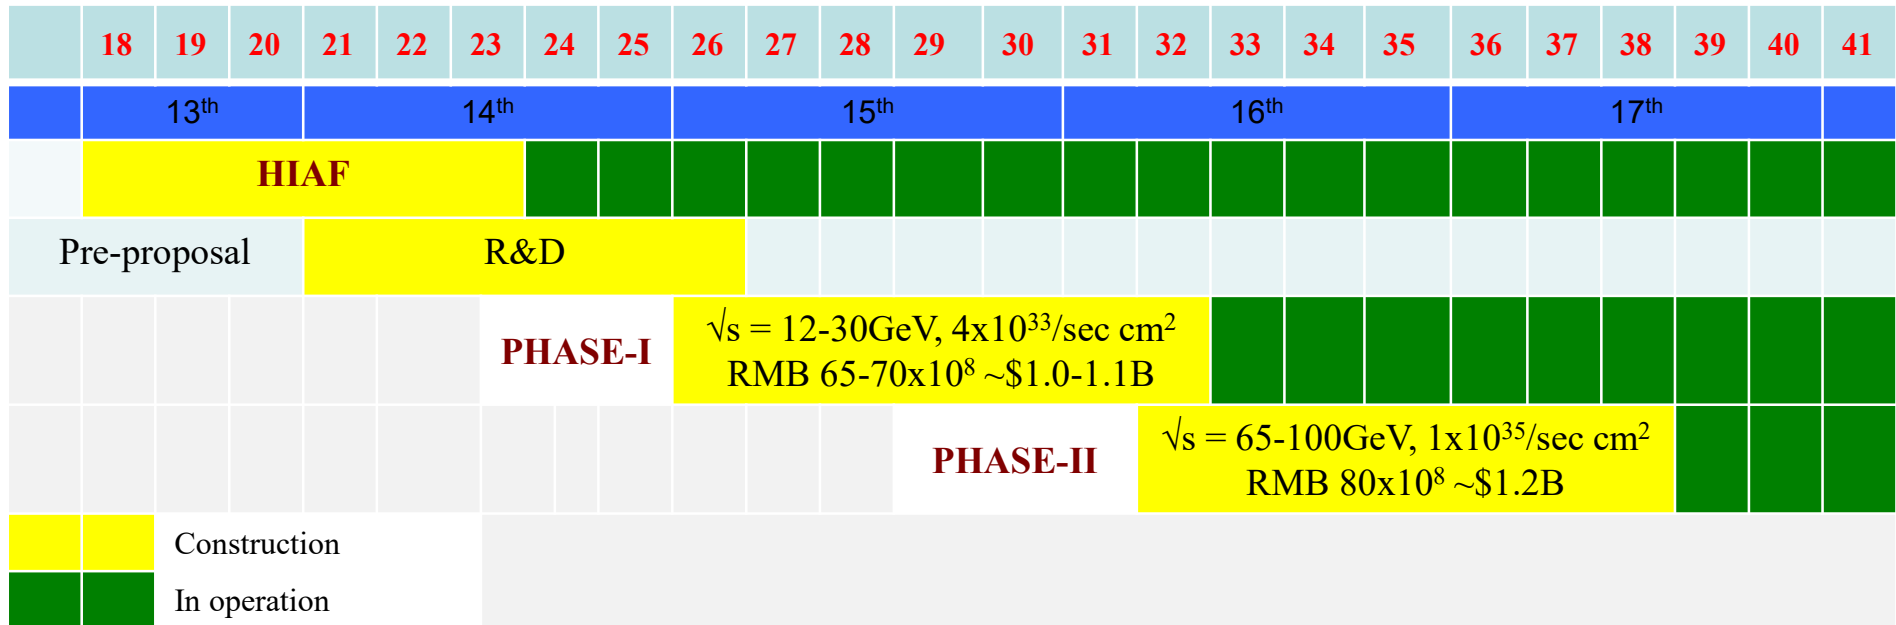 18 19 20 21 22 23 24 25 26 27 28 29 30 31 32 33 34 35 36 37 38 39 40 41
13th 14th 15th 16th 17th
HIAF
Pre-proposal R&D
PHASE-I
√s = 12-30GeV, 4x10³³/sec cm²
RMB 65-70x10⁸ ~$1.0-1.1B
PHASE-II
√s = 65-100GeV, 1x10³⁵/sec cm²
RMB 80x10⁸ ~$1.2B
Construction
In operation